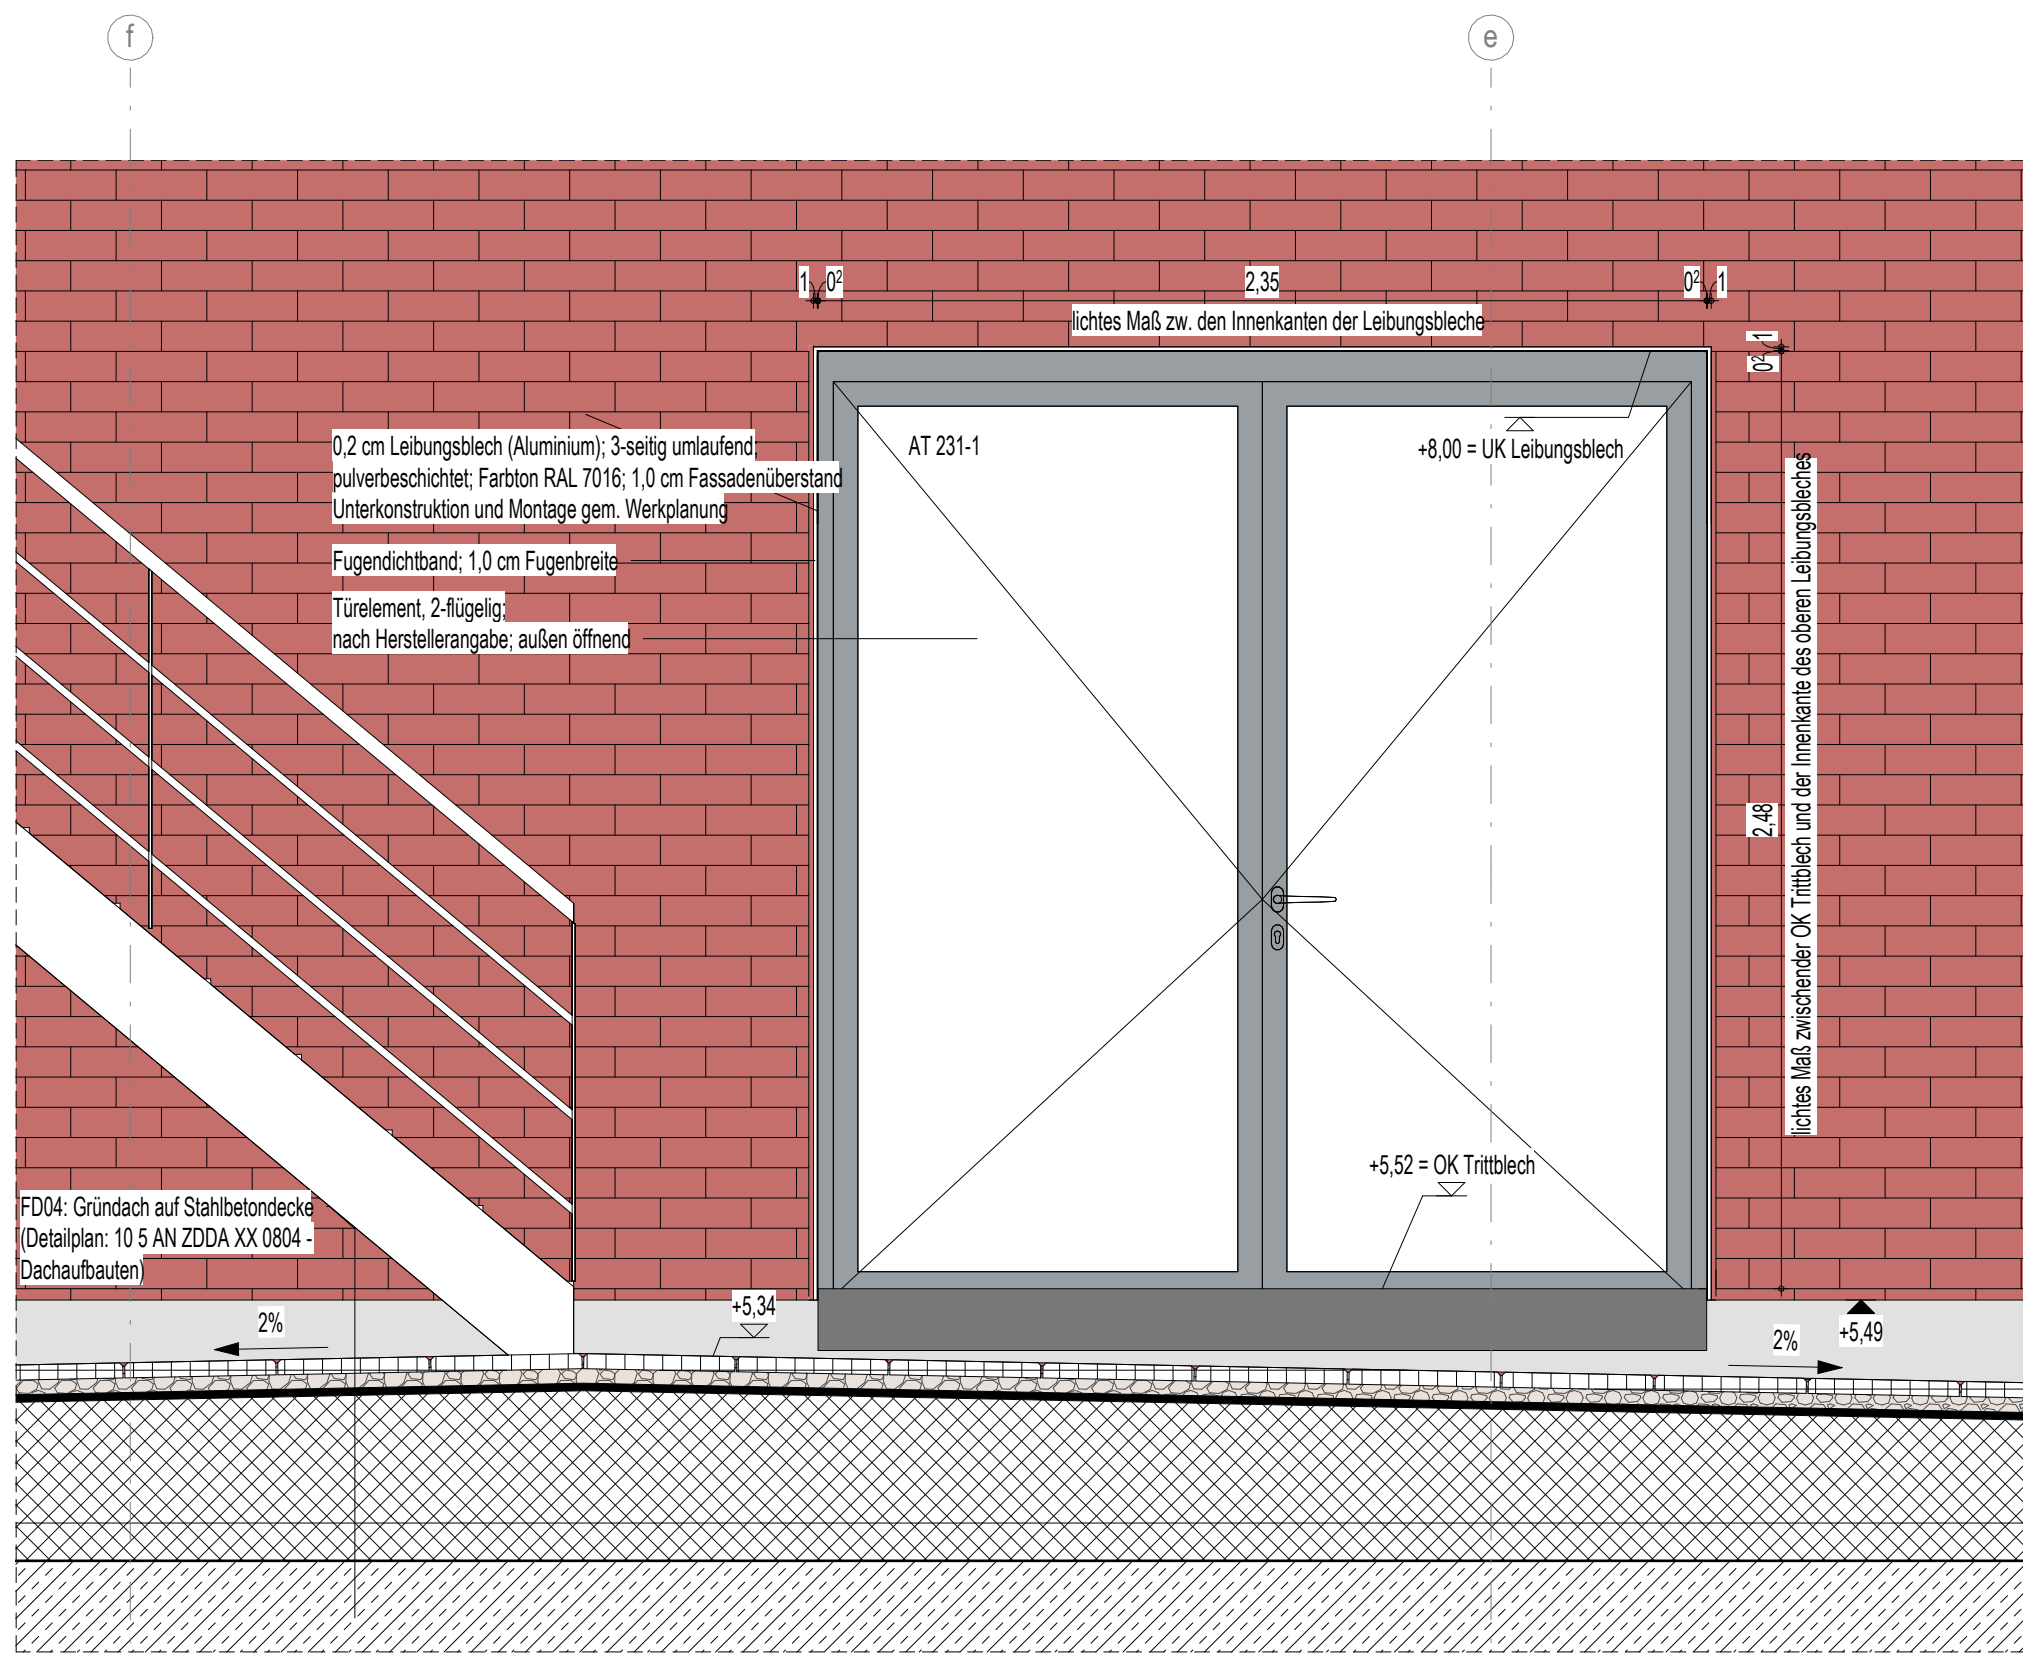 f
e
1
0²
2,35
0²
1
lichtes Maß zw. den Innenkanten der Leibungsbleche
1
0²
AT 231-1
+8,00 = UK Leibungsblech
0,2 cm Leibungsblech (Aluminium); 3-seitig umlaufend;
pulverbeschichtet; Farbton RAL 7016; 1,0 cm Fassadenüberstand
Unterkonstruktion und Montage gem. Werkplanung
Fugendichtband; 1,0 cm Fugenbreite
Türelement, 2-flügelig;
nach Herstellerangabe; außen öffnend
2,48
lichtes Maß zwischender OK Trittblech und der Innenkante des oberen Leibungsbleches
+5,52 = OK Trittblech
FD04: Gründach auf Stahlbetondecke
(Detailplan: 10 5 AN ZDDA XX 0804 -
Dachaufbauten)
2%
+5,34
2%
+5,49